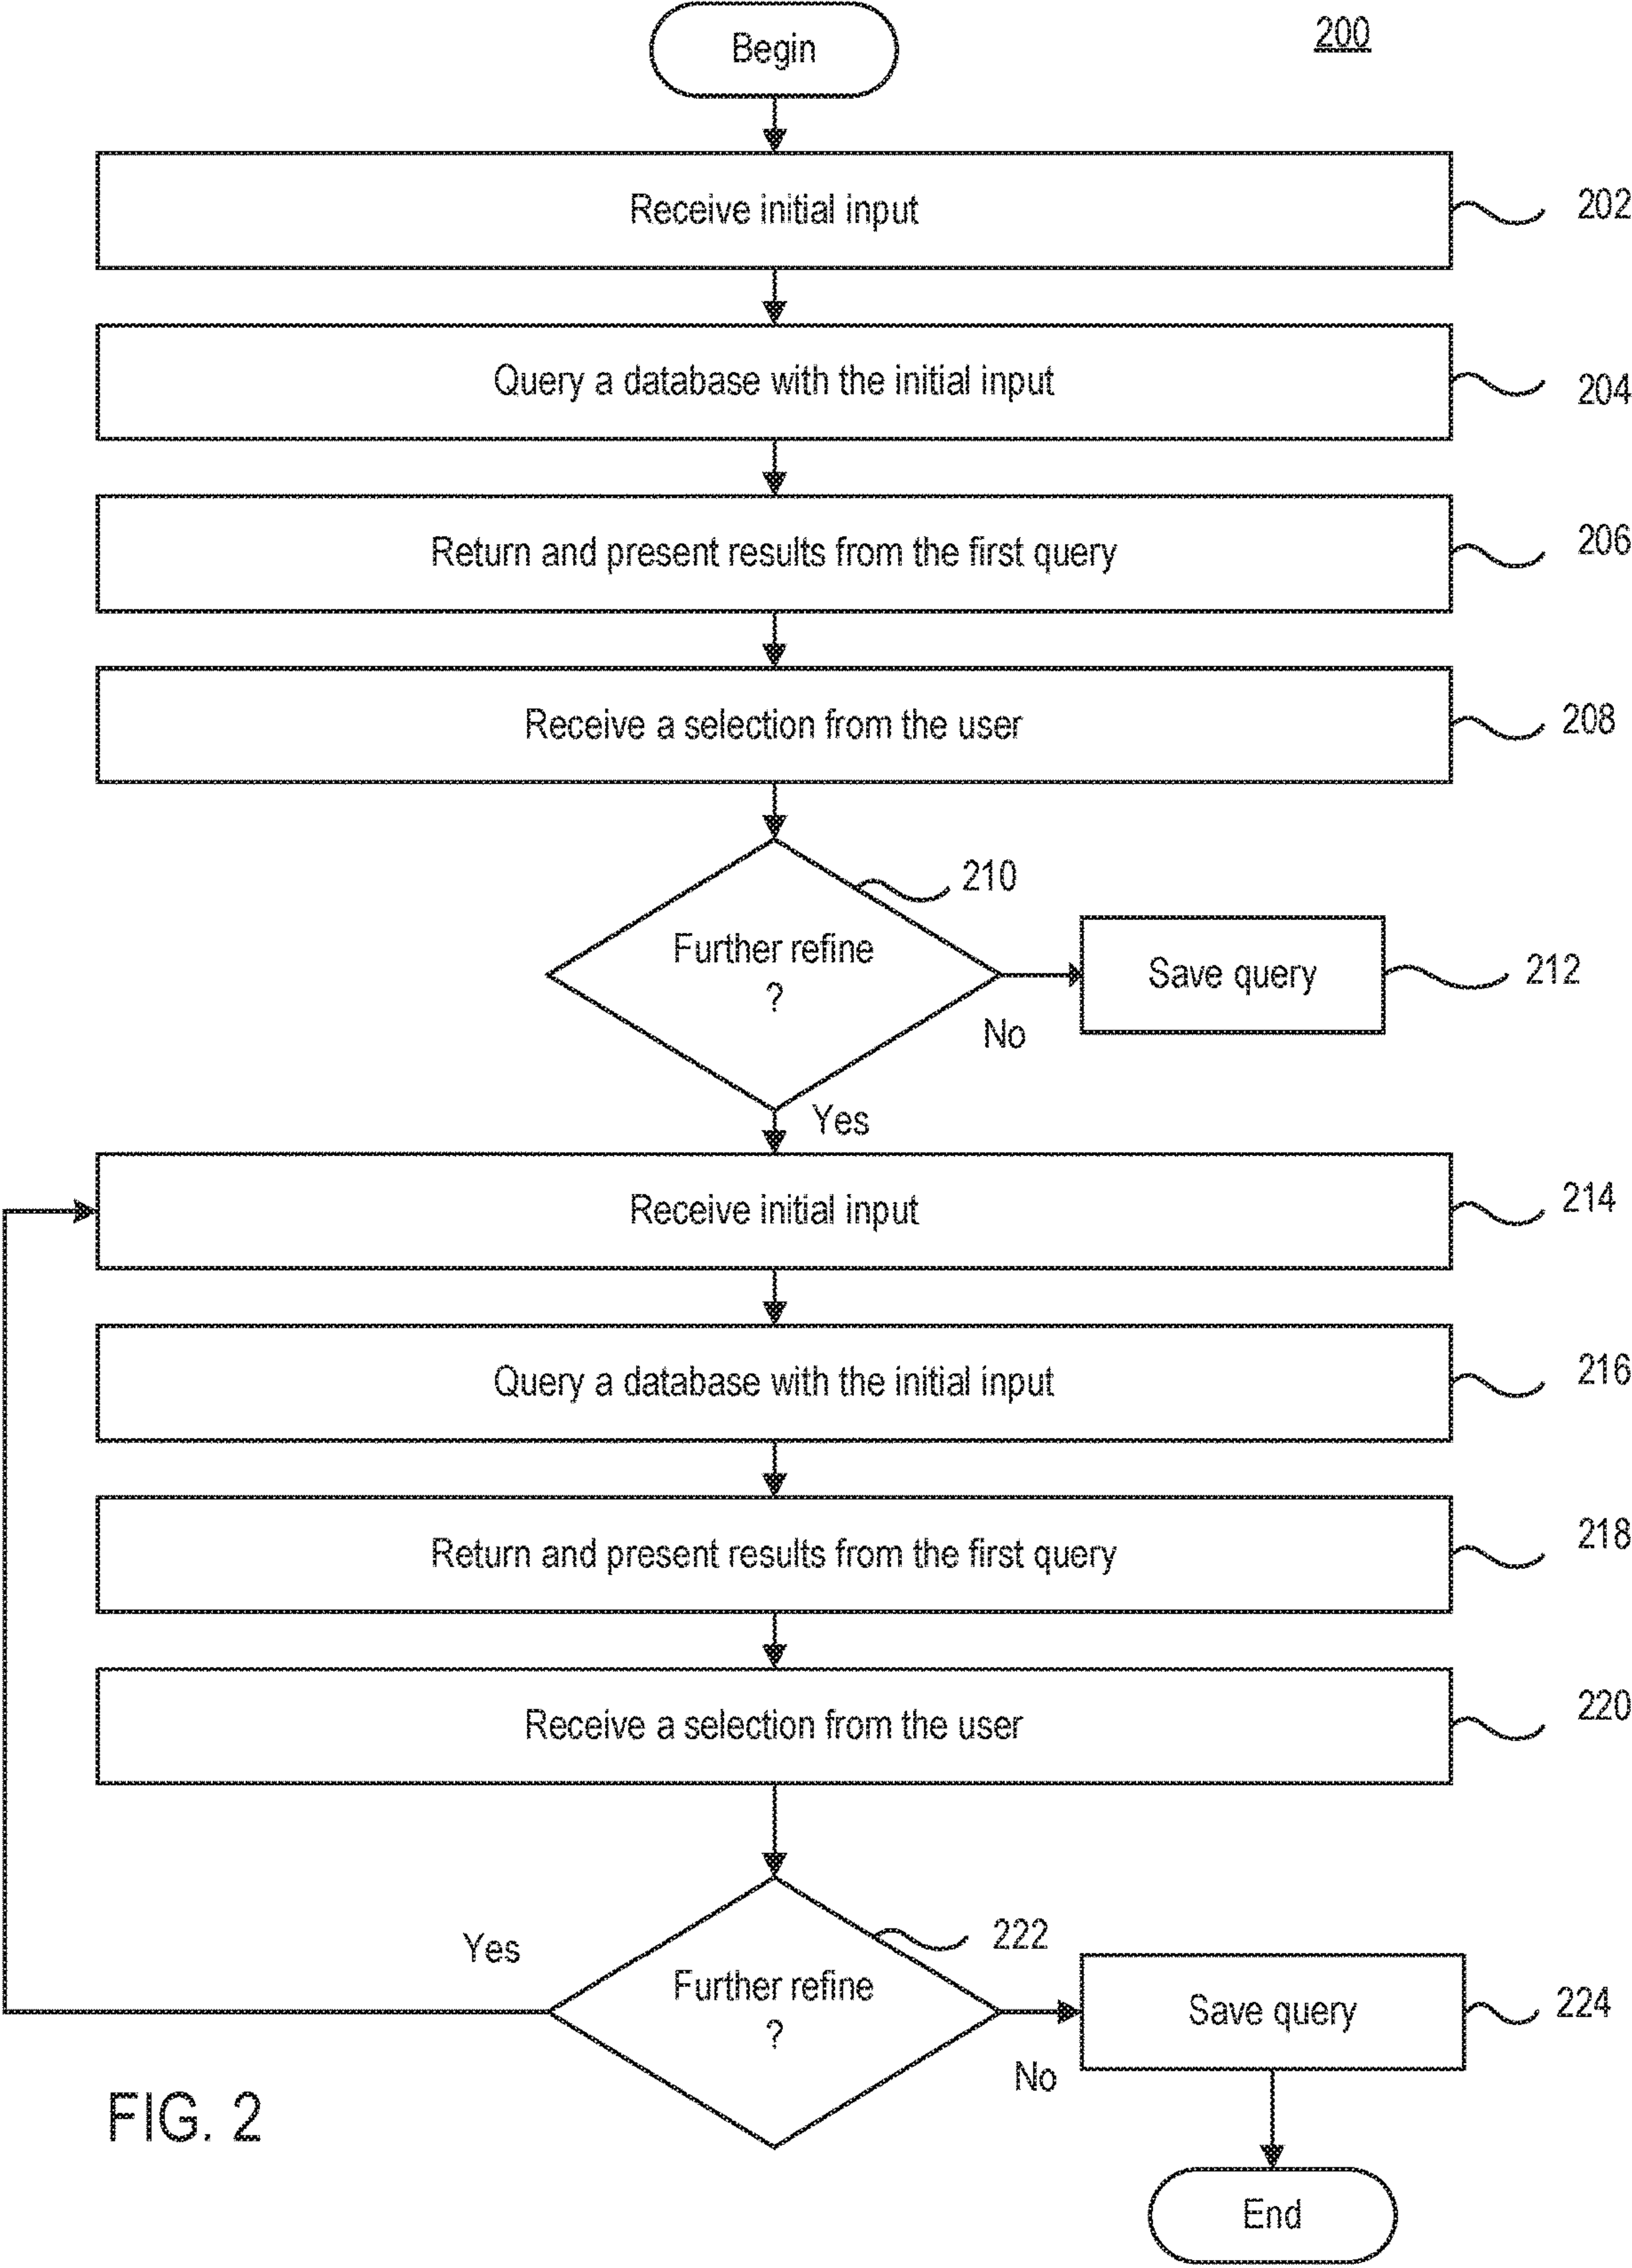 Begin
200
Receive initial input
202
Query a database with the initial input
204
Return and present results from the first query
206
Receive a selection from the user
208
210
Further refine
?
Save query
212
No
Yes
Receive initial input
214
Query a database with the initial input
216
Return and present results from the first query
218
Receive a selection from the user
220
222
Yes
Further refine
?
Save query
224
No
FIG. 2
End